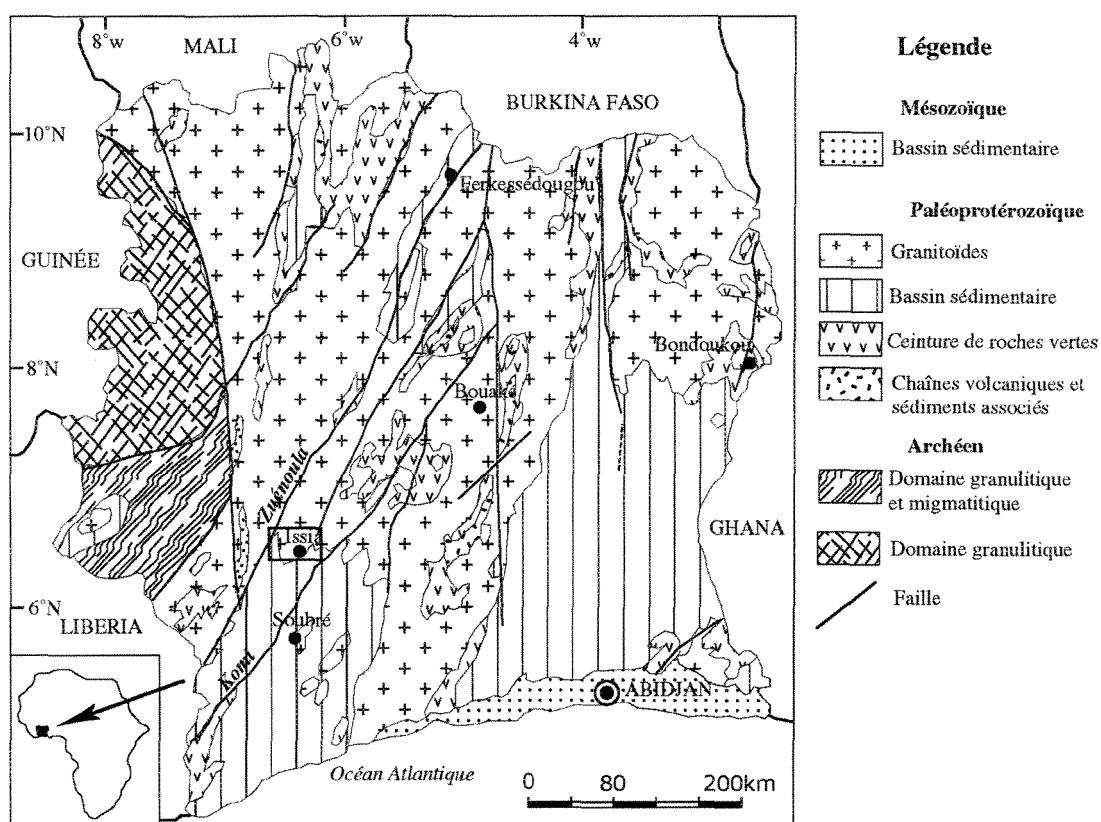 8°w
MALI
6°w
4°w
BURKINA FASO
10°N
Ferkessédougou
GUINÉE
Bondoukou
8°N
Bouaké
Zuénoula
GHANA
Issia
6°N
LIBERIA
Soubré
Kona
ABIDJAN
Océan Atlantique
0 80 200km
Légende
Mésozoïque
Bassin sédimentaire
Paléoprotérozoïque
Granitoïdes
Bassin sédimentaire
Ceinture de roches vertes
Chaînes volcaniques et
sédiments associés
Archéen
Domaine granulitique
et migmatitique
Domaine granulitique
Faille